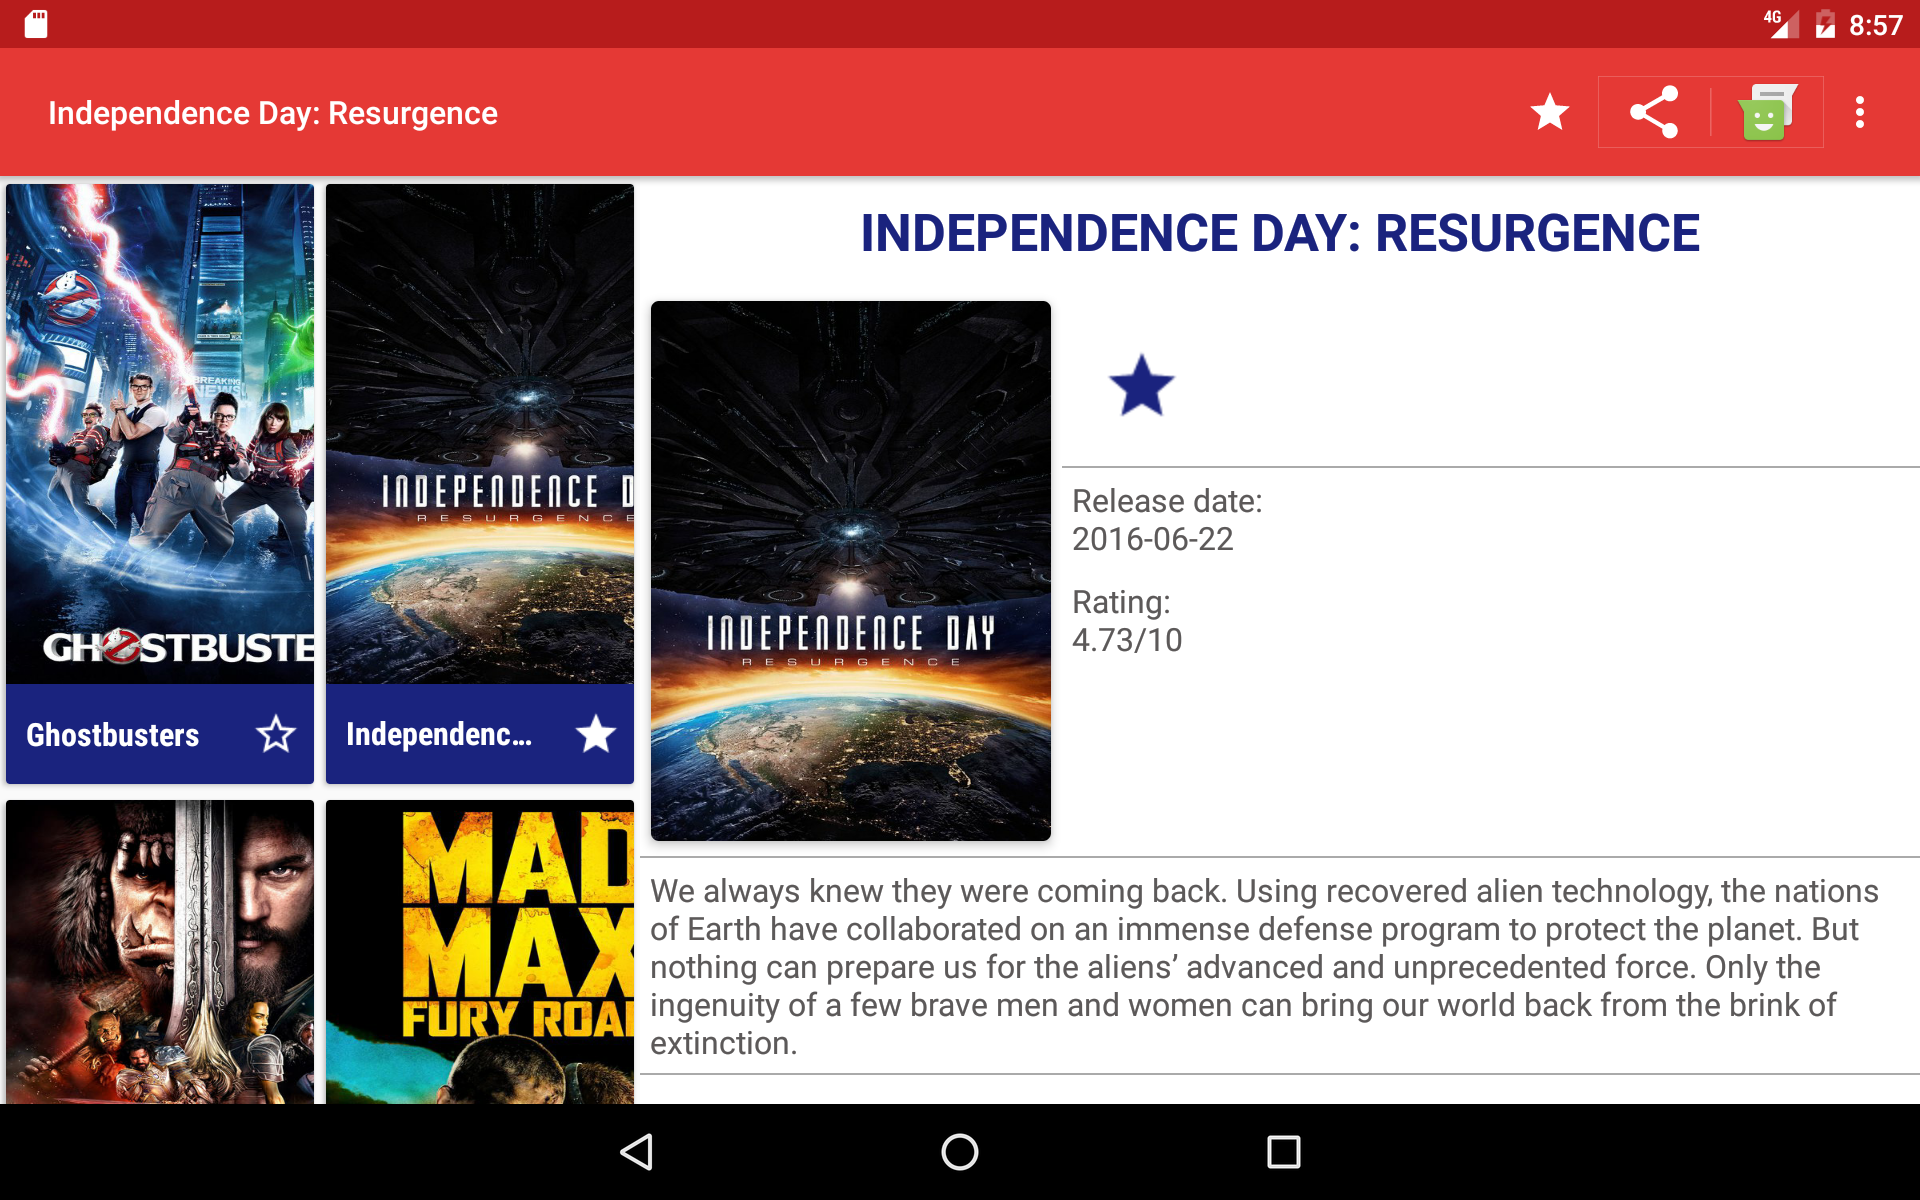 4G
8:57
Independence Day: Resurgence
BREAKING
NEWS
GHOSTBUSTE
Ghostbusters
INDEPENDENCE D
RESURGENCE
Independenc...
MAD
MAX
FURY ROA
INDEPENDENCE DAY: RESURGENCE
INDEPENDENCE DAY
RESURGENCE
Release date:
2016-06-22
Rating:
4.73/10
We always knew they were coming back. Using recovered alien technology, the nations
of Earth have collaborated on an immense defense program to protect the planet. But
nothing can prepare us for the aliens’ advanced and unprecedented force. Only the
ingenuity of a few brave men and women can bring our world back from the brink of
extinction.